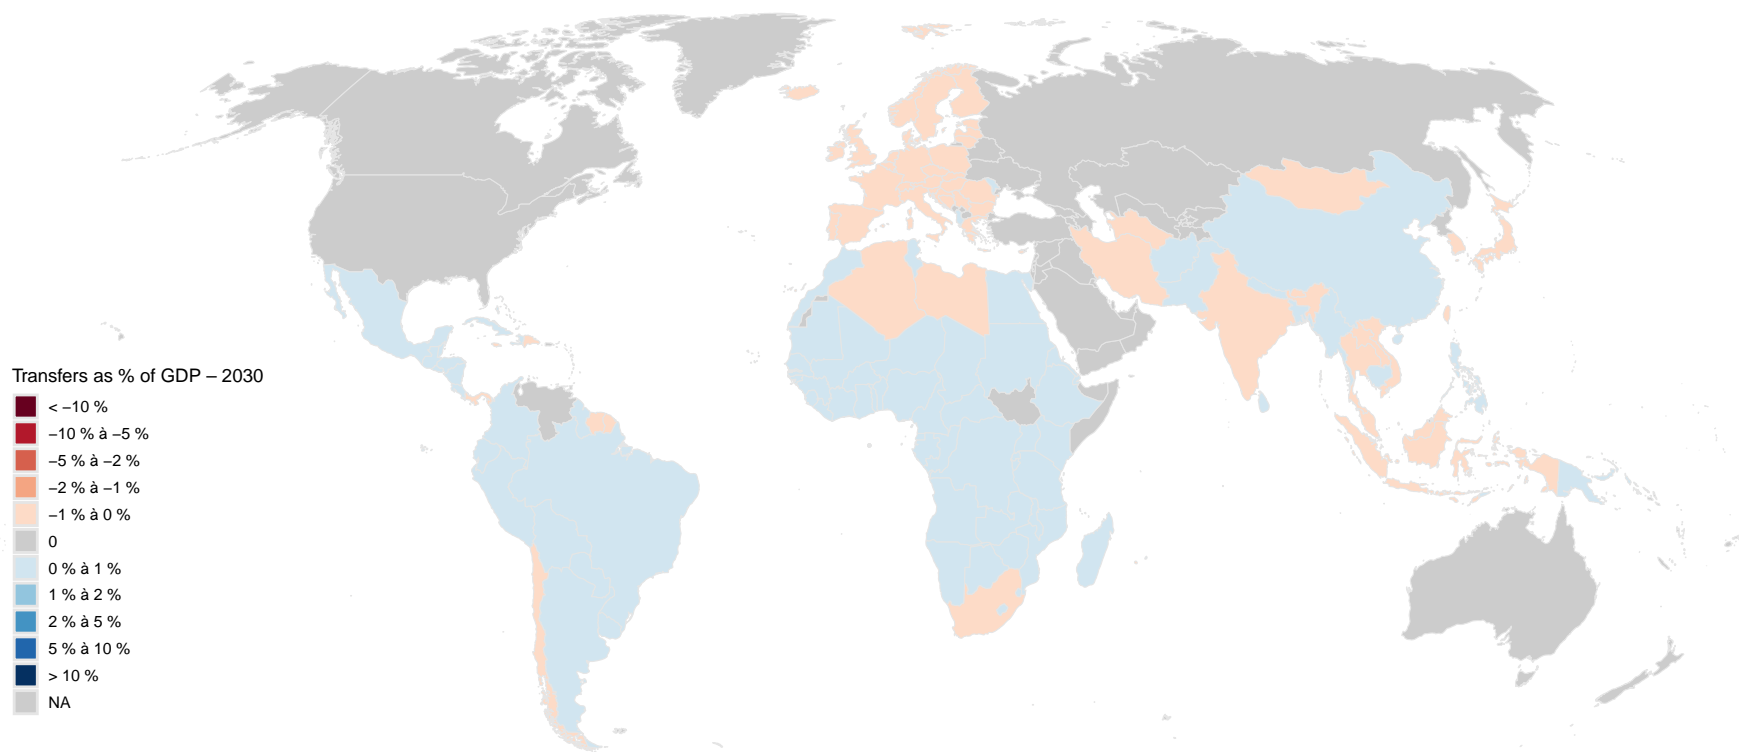 Transfers as % of GDP – 2030
< −10 %
−10 % à −5 %
−5 % à −2 %
−2 % à −1 %
−1 % à 0 %
0
0 % à 1 %
1 % à 2 %
2 % à 5 %
5 % à 10 %
> 10 %
NA